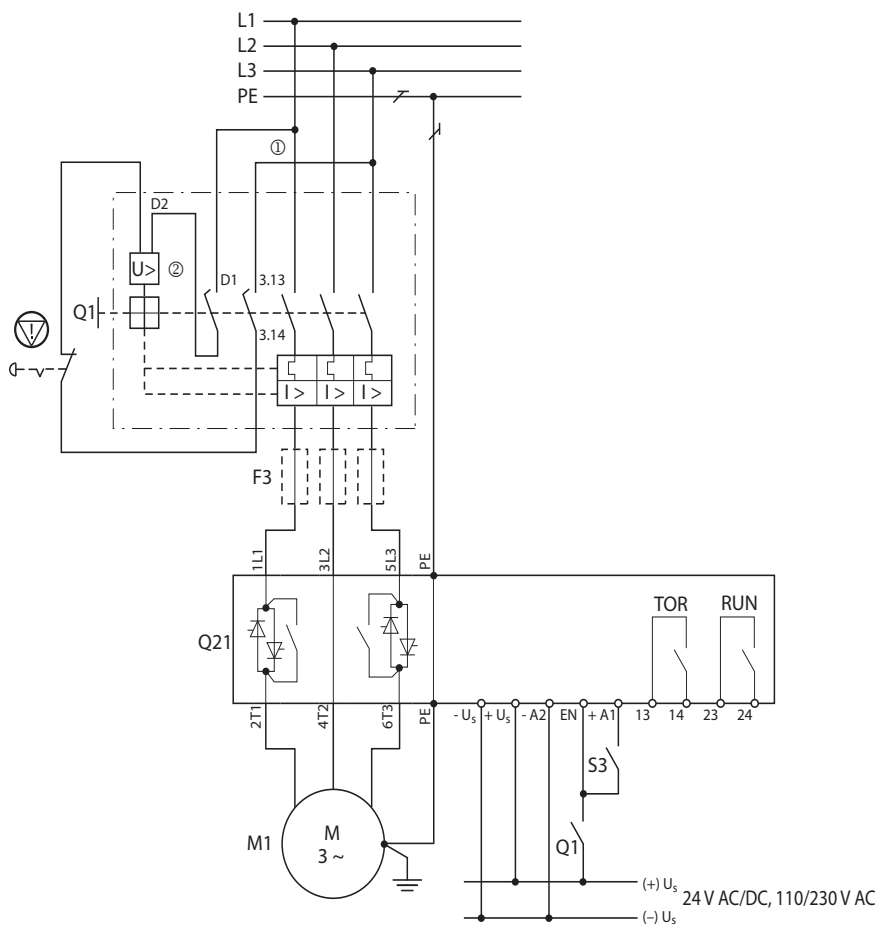 L1
L2
L3
PE
①
D2
U>
②
D1
3.13
Q1
3.14
I >
I >
I >
F3
1L1
3L2
5L3
PE
TOR
RUN
Q21
2T1
4T2
6T3
PE
- Us
+ Us
- A2
EN
+ A1
13
14
23
24
S3
M1
M
3 ~
Q1
(+) Us
24 V AC/DC, 110/230 V AC
(–) Us